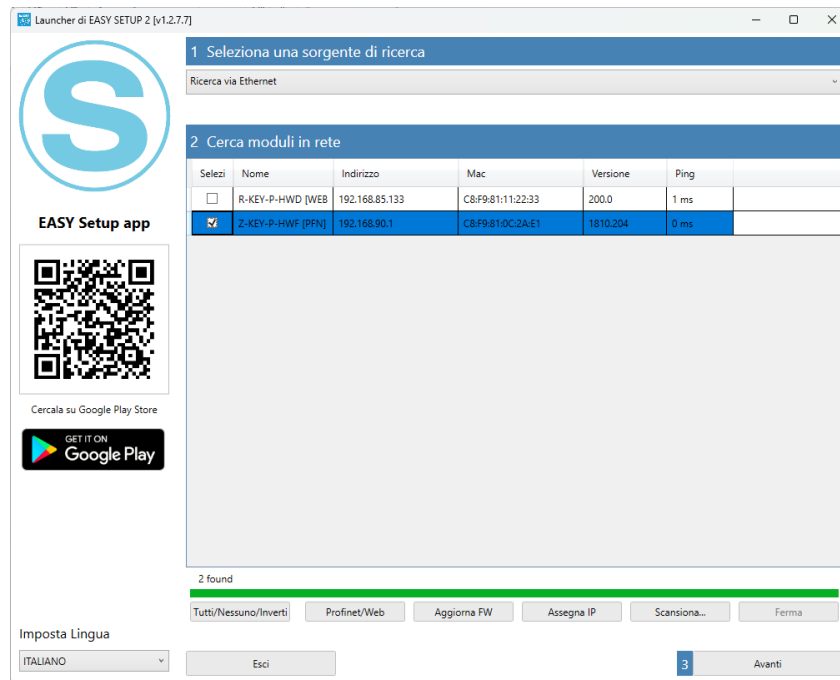 Launcher di EASY SETUP 2 [v1.2.7.7]
1 Seleziona una sorgente di ricerca
Ricerca via Ethernet
2 Cerca moduli in rete
Selezi Nome Indirizzo Mac Versione Ping
R-KEY-P-HWD [WEB 192.168.85.133 C8:F9:81:11:22:33 200.0 1 ms
Z-KEY-P-HWF [PFN] 192.168.90.1 C8:F9:81:0C:2A:E1 1810.204 0 ms
S
EASY Setup app
Cercala su Google Play Store
GET IT ON
Google Play
2 found
Tutti/Nessuno/Inverti Profinet/Web Aggiorna FW Assegna IP Scansiona... Ferma
Imposta Lingua
ITALIANO
Esci
3 Avanti